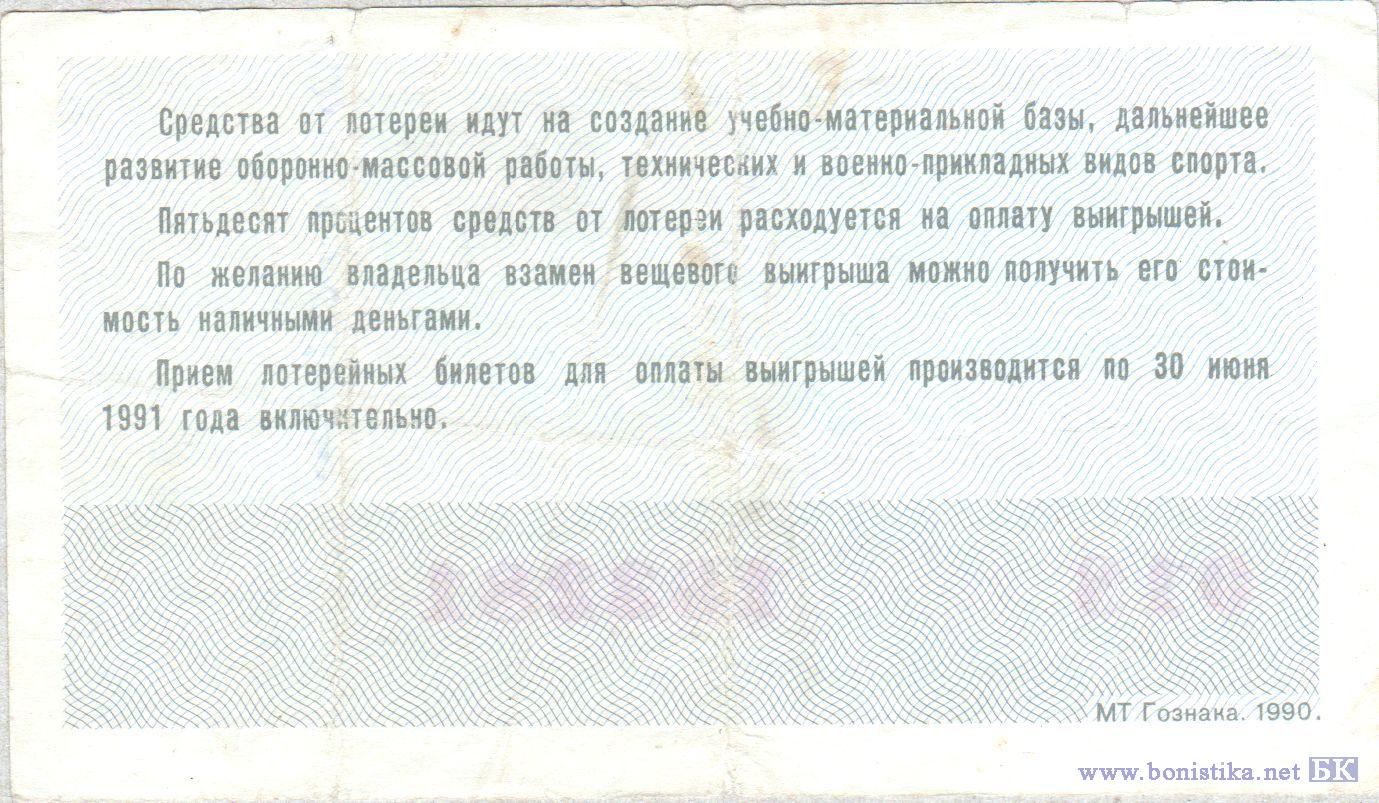 Средства от лотереи идут на создание учебно-материальной базы, дальнейшее
развитие оборонно-массовой работы, технических и военно-прикладных видов спорта.
Пятьдесят процентов средств от лотереи расходуется на оплату выигрышей.
По желанию владельца взамен вещевого выигрыша можно получить его стои-
мость наличными деньгами.
Прием лотерейных билетов для оплаты выигрышей производится по 30 июня
1991 года включительно.
МТ Гознака. 1990.
www.bonistika.net БК